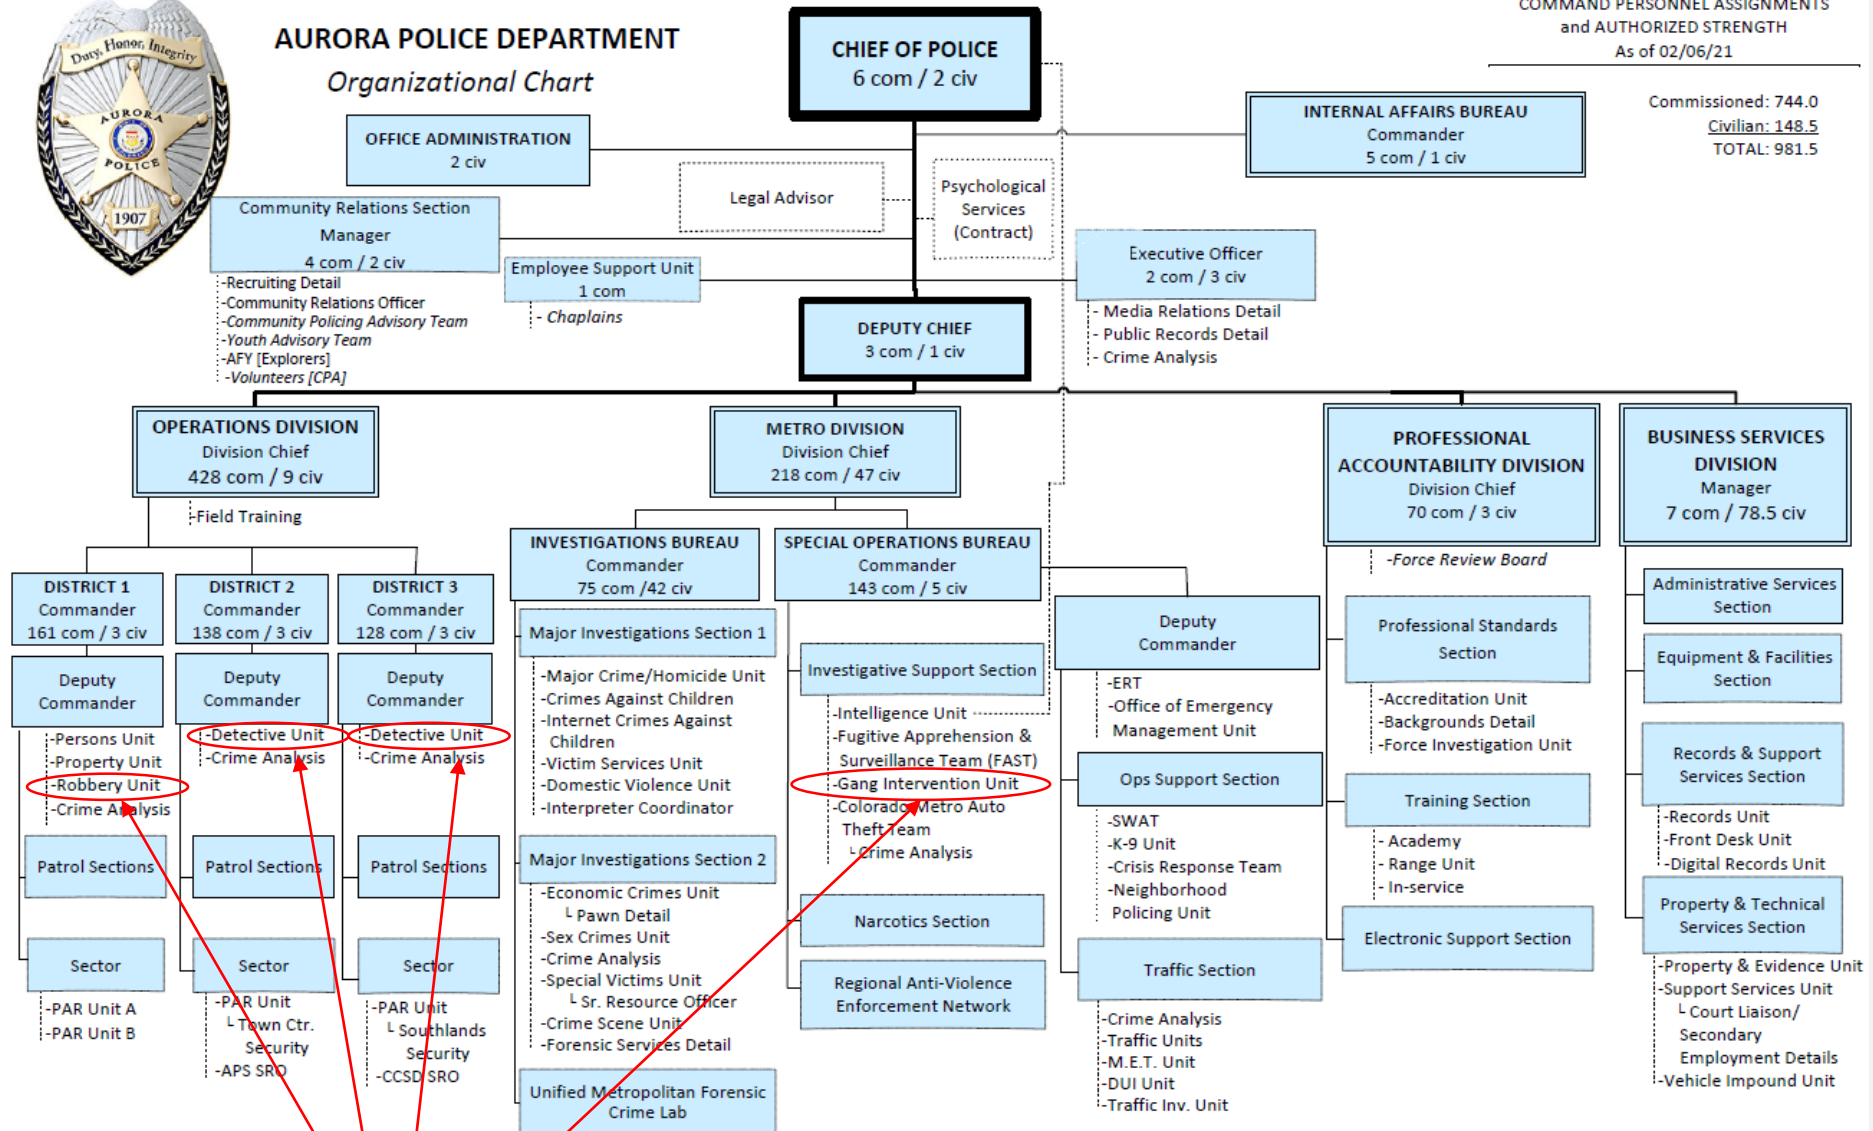 COMMAND PERSONNEL ASSIGNMENTS
and AUTHORIZED STRENGTH
As of 02/06/21
Commissioned: 744.0
Civilian: 148.5
TOTAL: 981.5
Duty, Honor, Integrity
AURORA
POLICE
1907
AURORA POLICE DEPARTMENT
Organizational Chart
CHIEF OF POLICE
6 com / 2 civ
OFFICE ADMINISTRATION
2 civ
INTERNAL AFFAIRS BUREAU
Commander
5 com / 1 civ
Legal Advisor
Psychological
Services
(Contract)
Community Relations Section
Manager
4 com / 2 civ
-Recruiting Detail
-Community Relations Officer
-Community Policing Advisory Team
-Youth Advisory Team
-AFY [Explorers]
-Volunteers [CPA]
Employee Support Unit
1 com
- Chaplains
Executive Officer
2 com / 3 civ
- Media Relations Detail
- Public Records Detail
- Crime Analysis
DEPUTY CHIEF
3 com / 1 civ
OPERATIONS DIVISION
Division Chief
428 com / 9 civ
-Field Training
METRO DIVISION
Division Chief
218 com / 47 civ
PROFESSIONAL
ACCOUNTABILITY DIVISION
Division Chief
70 com / 3 civ
-Force Review Board
BUSINESS SERVICES
DIVISION
Manager
7 com / 78.5 civ
DISTRICT 1
Commander
161 com / 3 civ
Deputy
Commander
-Persons Unit
-Property Unit
-Robbery Unit
-Crime Analysis
Patrol Sections
Sector
-PAR Unit A
-PAR Unit B
DISTRICT 2
Commander
138 com / 3 civ
Deputy
Commander
-Detective Unit
-Crime Analysis
Patrol Sections
Sector
-PAR Unit
└ Town Ctr.
Security
-APS SRO
DISTRICT 3
Commander
128 com / 3 civ
Deputy
Commander
-Detective Unit
-Crime Analysis
Patrol Sections
Sector
-PAR Unit
└ Southlands
Security
-CCSD SRO
INVESTIGATIONS BUREAU
Commander
75 com /42 civ
Major Investigations Section 1
-Major Crime/Homicide Unit
-Crimes Against Children
-Internet Crimes Against
Children
-Victim Services Unit
-Domestic Violence Unit
-Interpreter Coordinator
Major Investigations Section 2
-Economic Crimes Unit
└ Pawn Detail
-Sex Crimes Unit
-Crime Analysis
-Special Victims Unit
└ Sr. Resource Officer
-Crime Scene Unit
-Forensic Services Detail
Unified Metropolitan Forensic
Crime Lab
SPECIAL OPERATIONS BUREAU
Commander
143 com / 5 civ
Investigative Support Section
-Intelligence Unit
-Fugitive Apprehension &
Surveillance Team (FAST)
-Gang Intervention Unit
-Colorado Metro Auto
Theft Team
└ Crime Analysis
Narcotics Section
Regional Anti-Violence
Enforcement Network
Deputy
Commander
-ERT
-Office of Emergency
Management Unit
Ops Support Section
-SWAT
-K-9 Unit
-Crisis Response Team
-Neighborhood
Policing Unit
Traffic Section
-Crime Analysis
-Traffic Units
-M.E.T. Unit
-DUI Unit
-Traffic Inv. Unit
Professional Standards
Section
-Accreditation Unit
-Backgrounds Detail
-Force Investigation Unit
Training Section
- Academy
- Range Unit
- In-service
Electronic Support Section
Administrative Services
Section
Equipment & Facilities
Section
Records & Support
Services Section
-Records Unit
-Front Desk Unit
-Digital Records Unit
Property & Technical
Services Section
-Property & Evidence Unit
-Support Services Unit
└ Court Liaison/
Secondary
Employment Details
-Vehicle Impound Unit